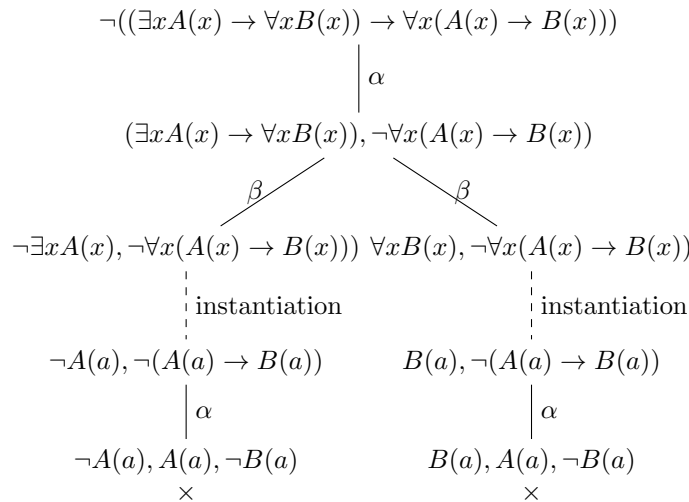 ¬((∃xA(x) → ∀xB(x)) → ∀x(A(x) → B(x)))
α
(∃xA(x) → ∀xB(x)), ¬∀x(A(x) → B(x))
β β
¬∃xA(x), ¬∀x(A(x) → B(x))) ∀xB(x), ¬∀x(A(x) → B(x))
instantiation instantiation
¬A(a), ¬(A(a) → B(a)) B(a), ¬(A(a) → B(a))
α α
¬A(a), A(a), ¬B(a) B(a), A(a), ¬B(a)
× ×